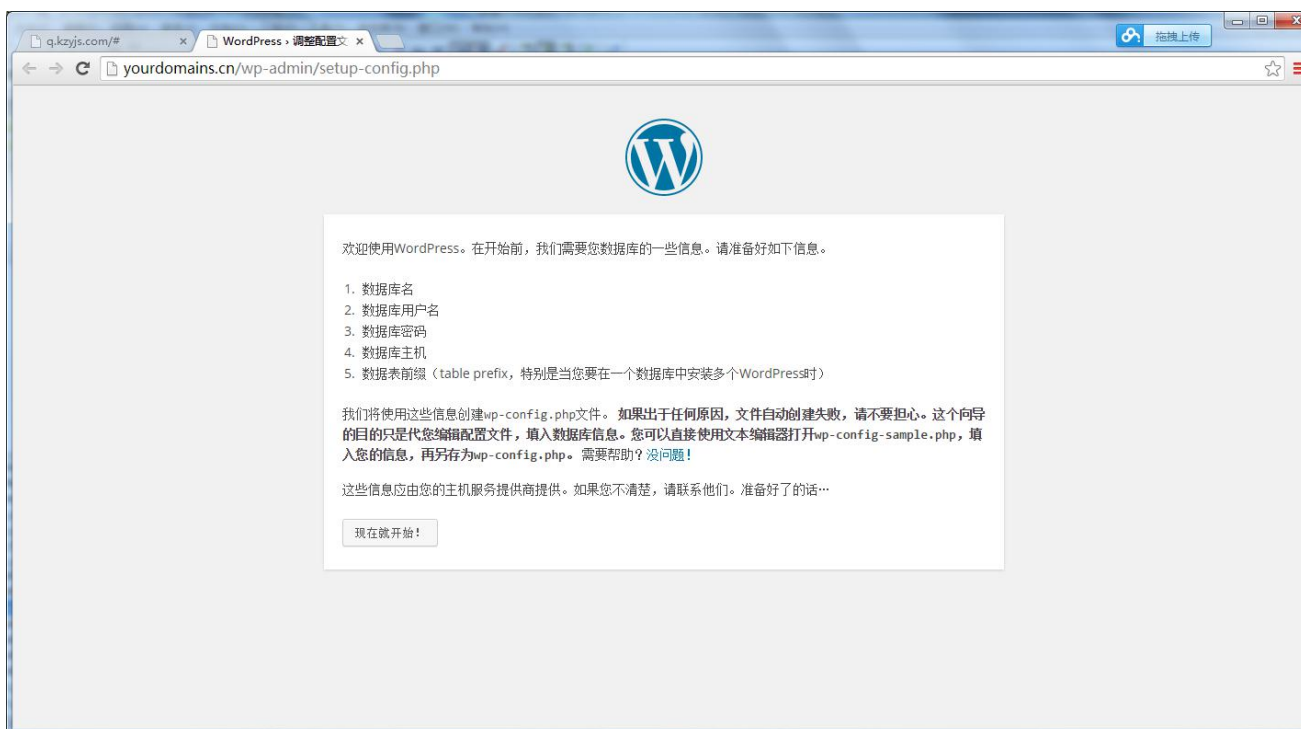 q.kzyjs.com/#
WordPress › 调整配置文
拖拽上传
yourdomains.cn/wp-admin/setup-config.php
欢迎使用WordPress。在开始前，我们需要您数据库的一些信息。请准备好如下信息。
1. 数据库名
2. 数据库用户名
3. 数据库密码
4. 数据库主机
5. 数据表前缀（table prefix，特别是当您要在一个数据库中安装多个WordPress时）
我们将使用这些信息创建wp-config.php文件。如果出于任何原因，文件自动创建失败，请不要担心。这个向导
的目的只是代您编辑配置文件，填入数据库信息。您可以直接使用文本编辑器打开wp-config-sample.php，填
入您的信息，再另存为wp-config.php。需要帮助？没问题！
这些信息应由您的主机服务提供商提供。如果您不清楚，请联系他们。准备好了的话…
现在就开始！